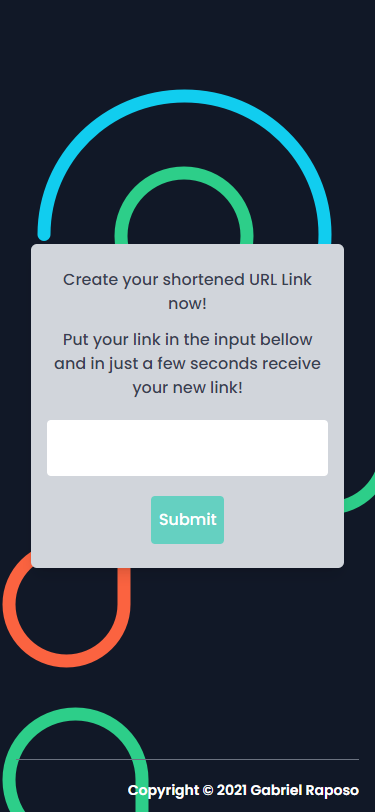 Create your shortened URL Link
now!
Put your link in the input bellow
and in just a few seconds receive
your new link!
Submit
Copyright © 2021 Gabriel Raposo